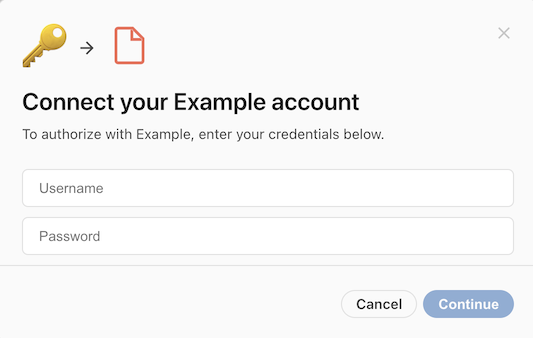 Connect your Example account
To authorize with Example, enter your credentials below.
Username
Password
Cancel Continue